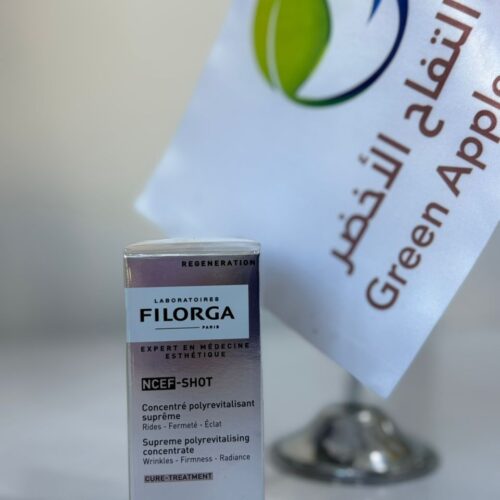 التفاح الأخضر
Green Apple
REGENERATION
LABORATOIRES
FILORGA
PARIS
EXPERT EN MÉDECINE
ESTHÉTIQUE
NCEF-SHOT
Concentré polyrevitalisant
suprême
Rides - Fermeté - Éclat
Supreme polyrevitalising
concentrate
Wrinkles - Firmness - Radiance
CURE-TREATMENT